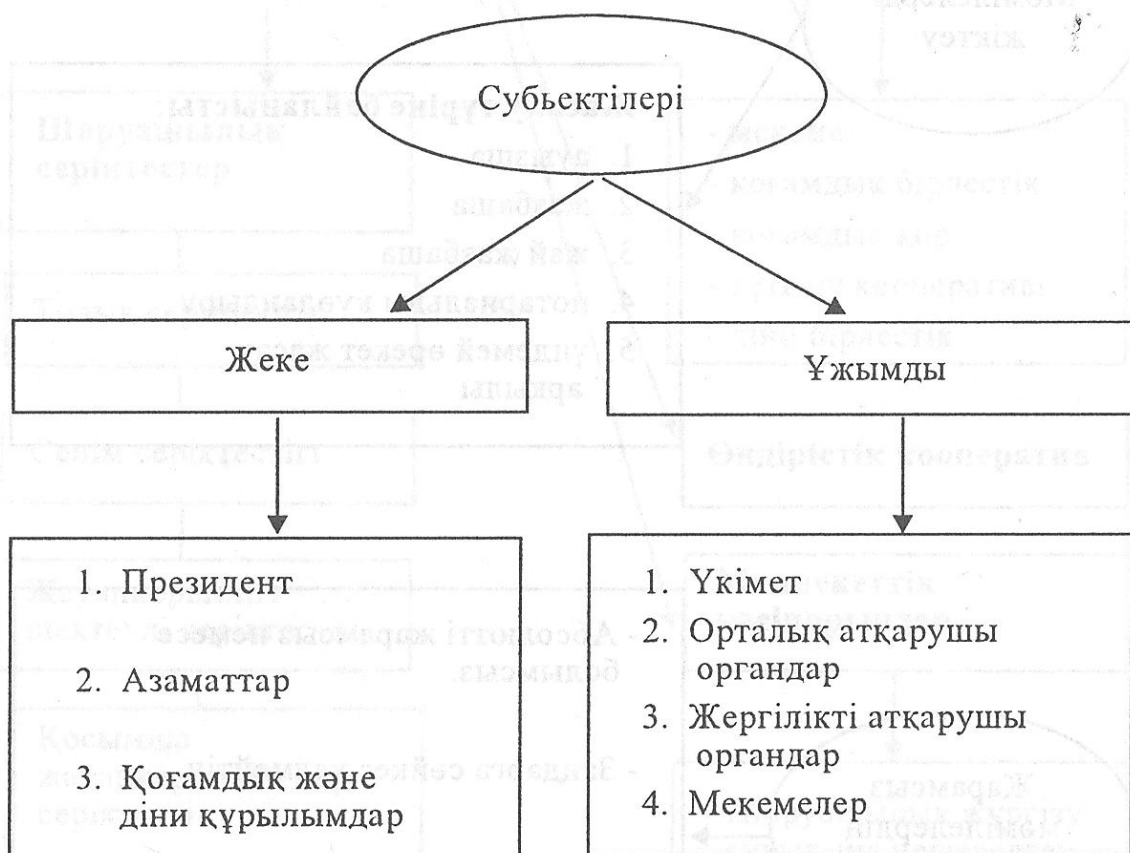 Субьектілері
Жеке
Ұжымды
1. Президент
2. Азаматтар
3. Қоғамдық және
діни құрылымдар
1. Үкімет
2. Орталық атқарушы
органдар
3. Жергілікті атқарушы
органдар
4. Мекемелер